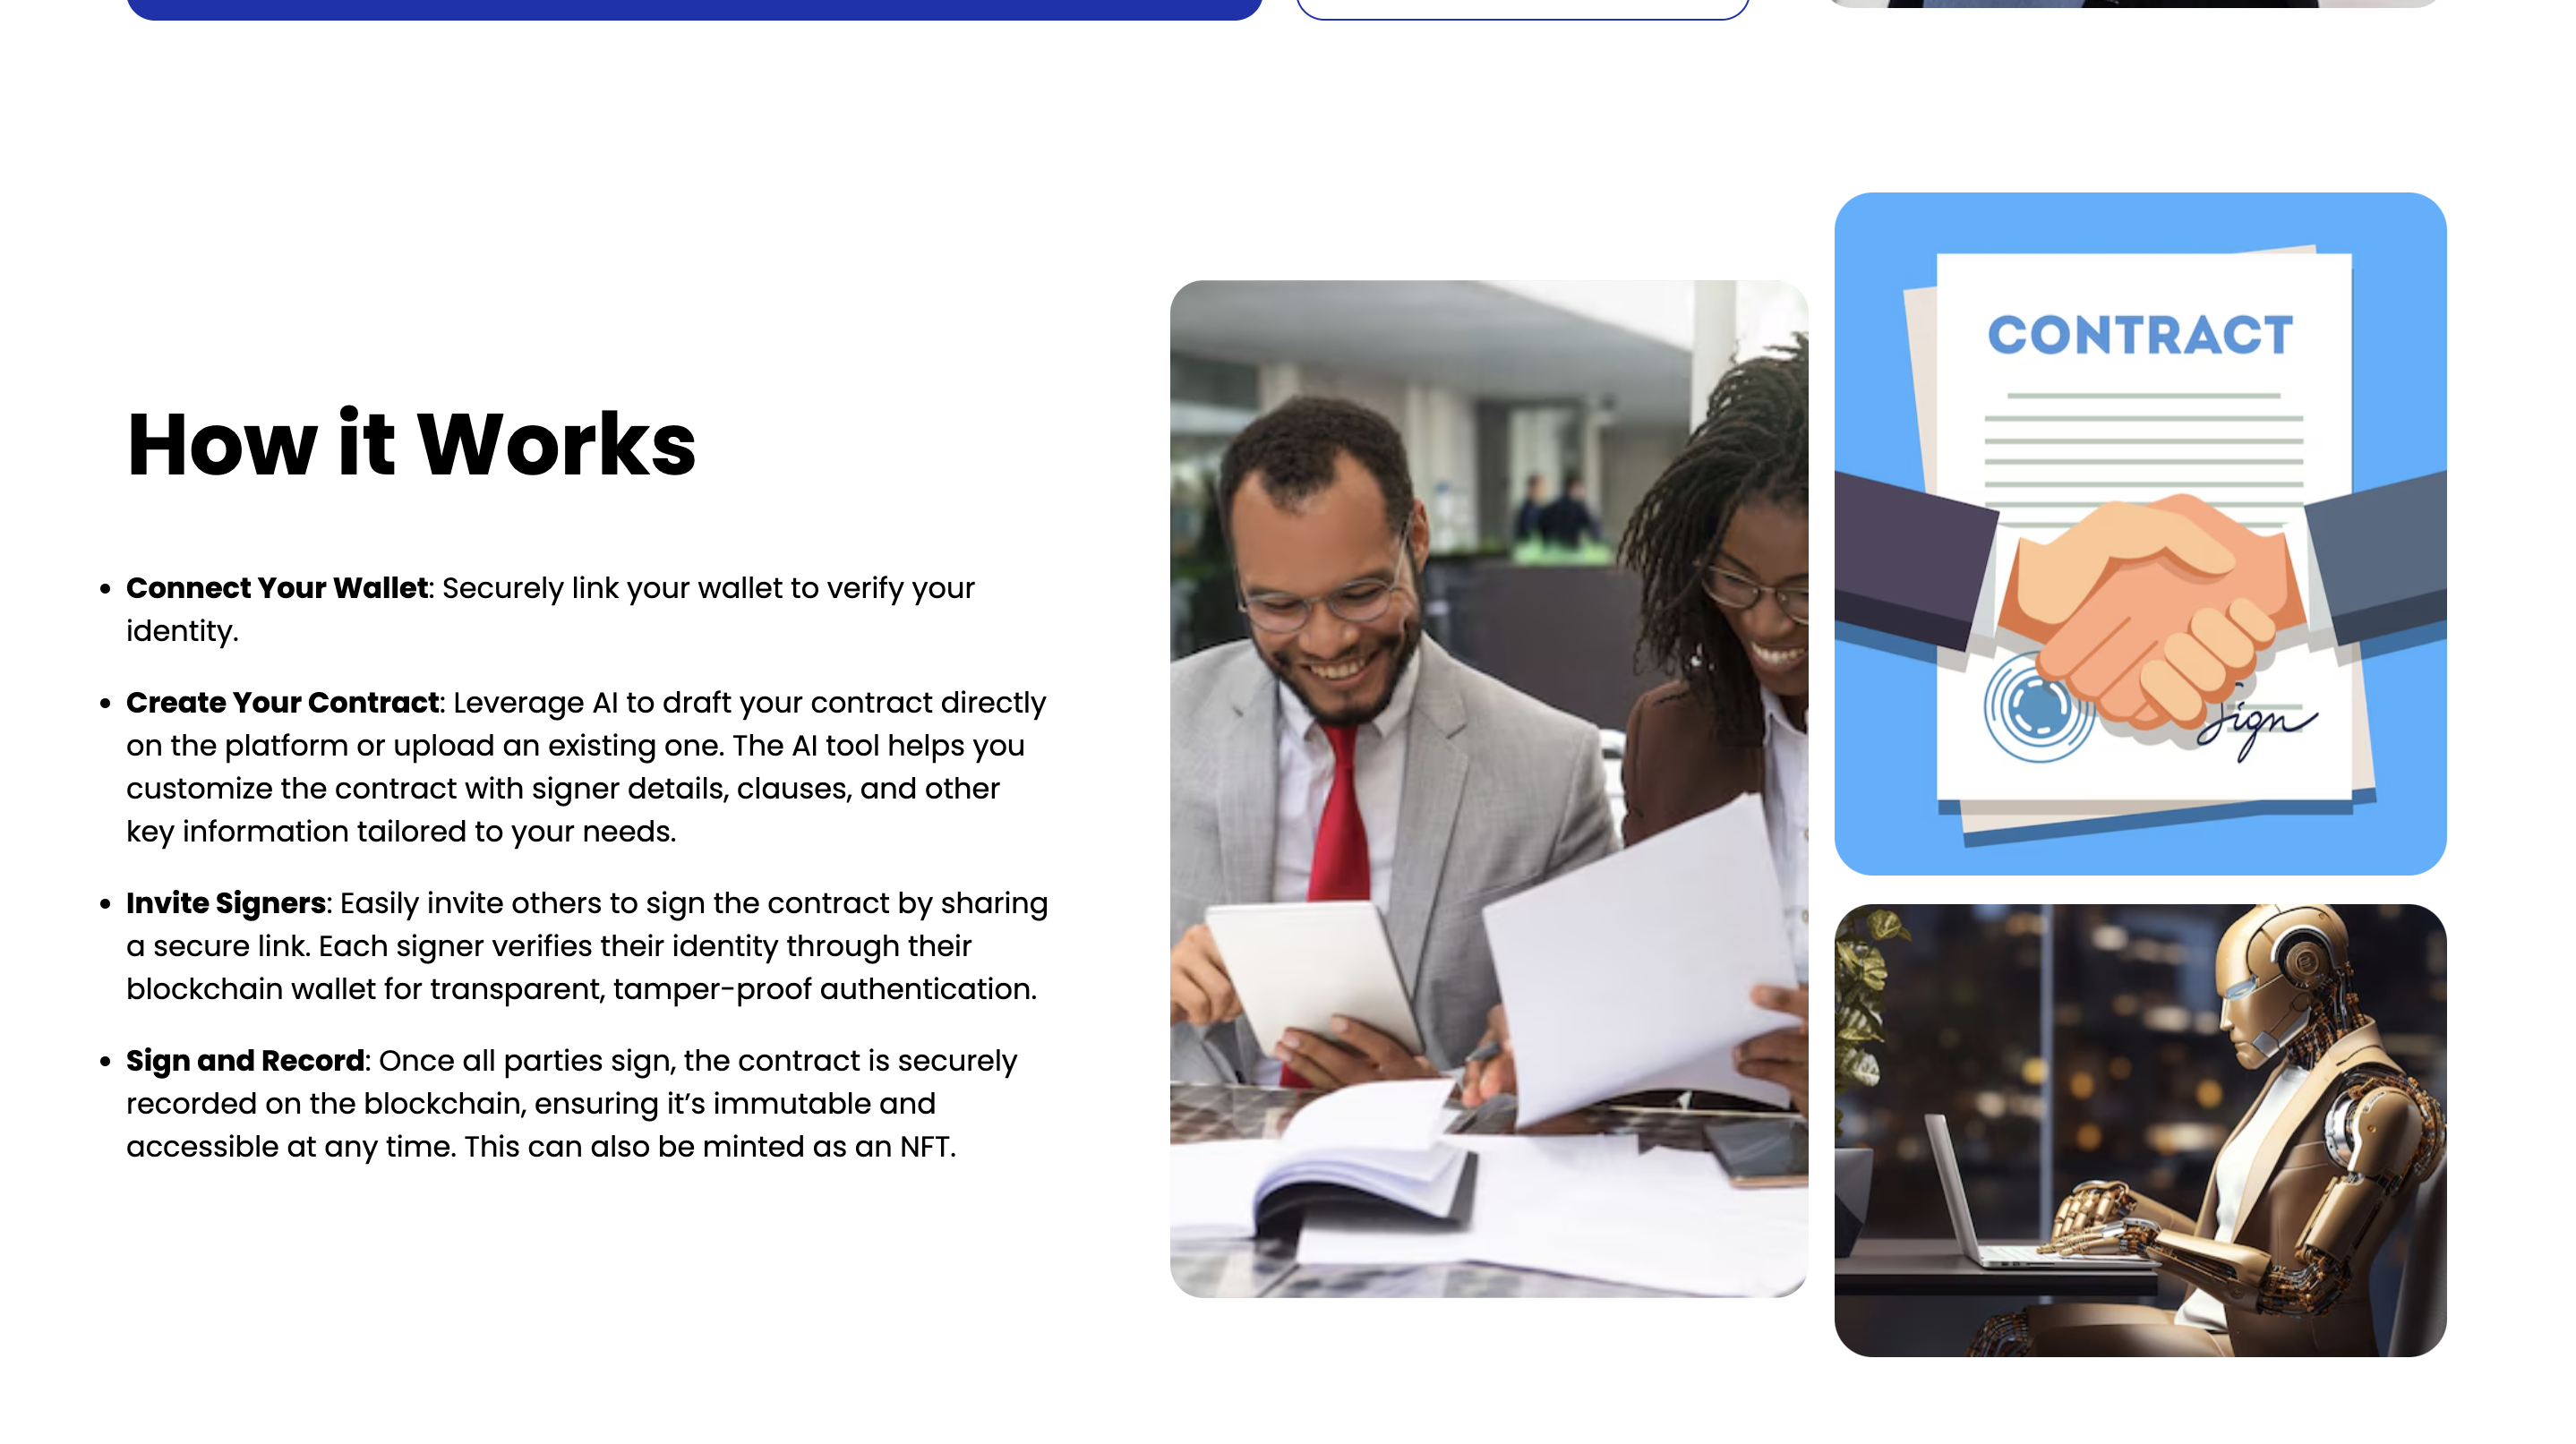 How it Works
• Connect Your Wallet: Securely link your wallet to verify your
identity.
• Create Your Contract: Leverage AI to draft your contract directly
on the platform or upload an existing one. The AI tool helps you
customize the contract with signer details, clauses, and other
key information tailored to your needs.
• Invite Signers: Easily invite others to sign the contract by sharing
a secure link. Each signer verifies their identity through their
blockchain wallet for transparent, tamper-proof authentication.
• Sign and Record: Once all parties sign, the contract is securely
recorded on the blockchain, ensuring it’s immutable and
accessible at any time. This can also be minted as an NFT.
CONTRACT
Sign